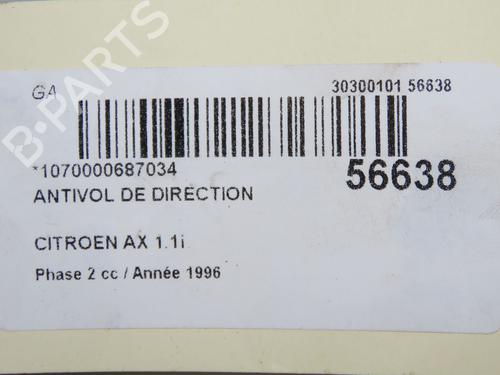 GA 30300101 56638
*1070000687034 56638
ANTIVOL DE DIRECTION
CITROEN AX 1.1i
Phase 2 cc / Année 1996
B-PARTS